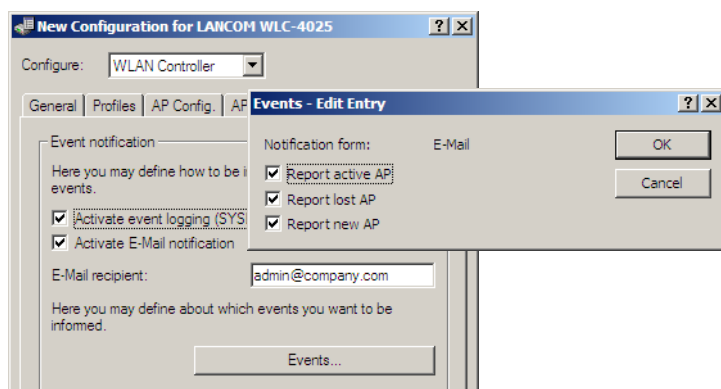 New Configuration for LANCOM WLC-4025
Configure: WLAN Controller
General Profiles AP Config. AP
Event notification
Here you may define how to be i
events.
Activate event logging (SYS
Activate E-Mail notification
E-Mail recipient: admin@company.com
Here you may define about which events you want to be
informed.
Events...
Events - Edit Entry
Notification form: E-Mail
OK
Report active AP
Cancel
Report lost AP
Report new AP